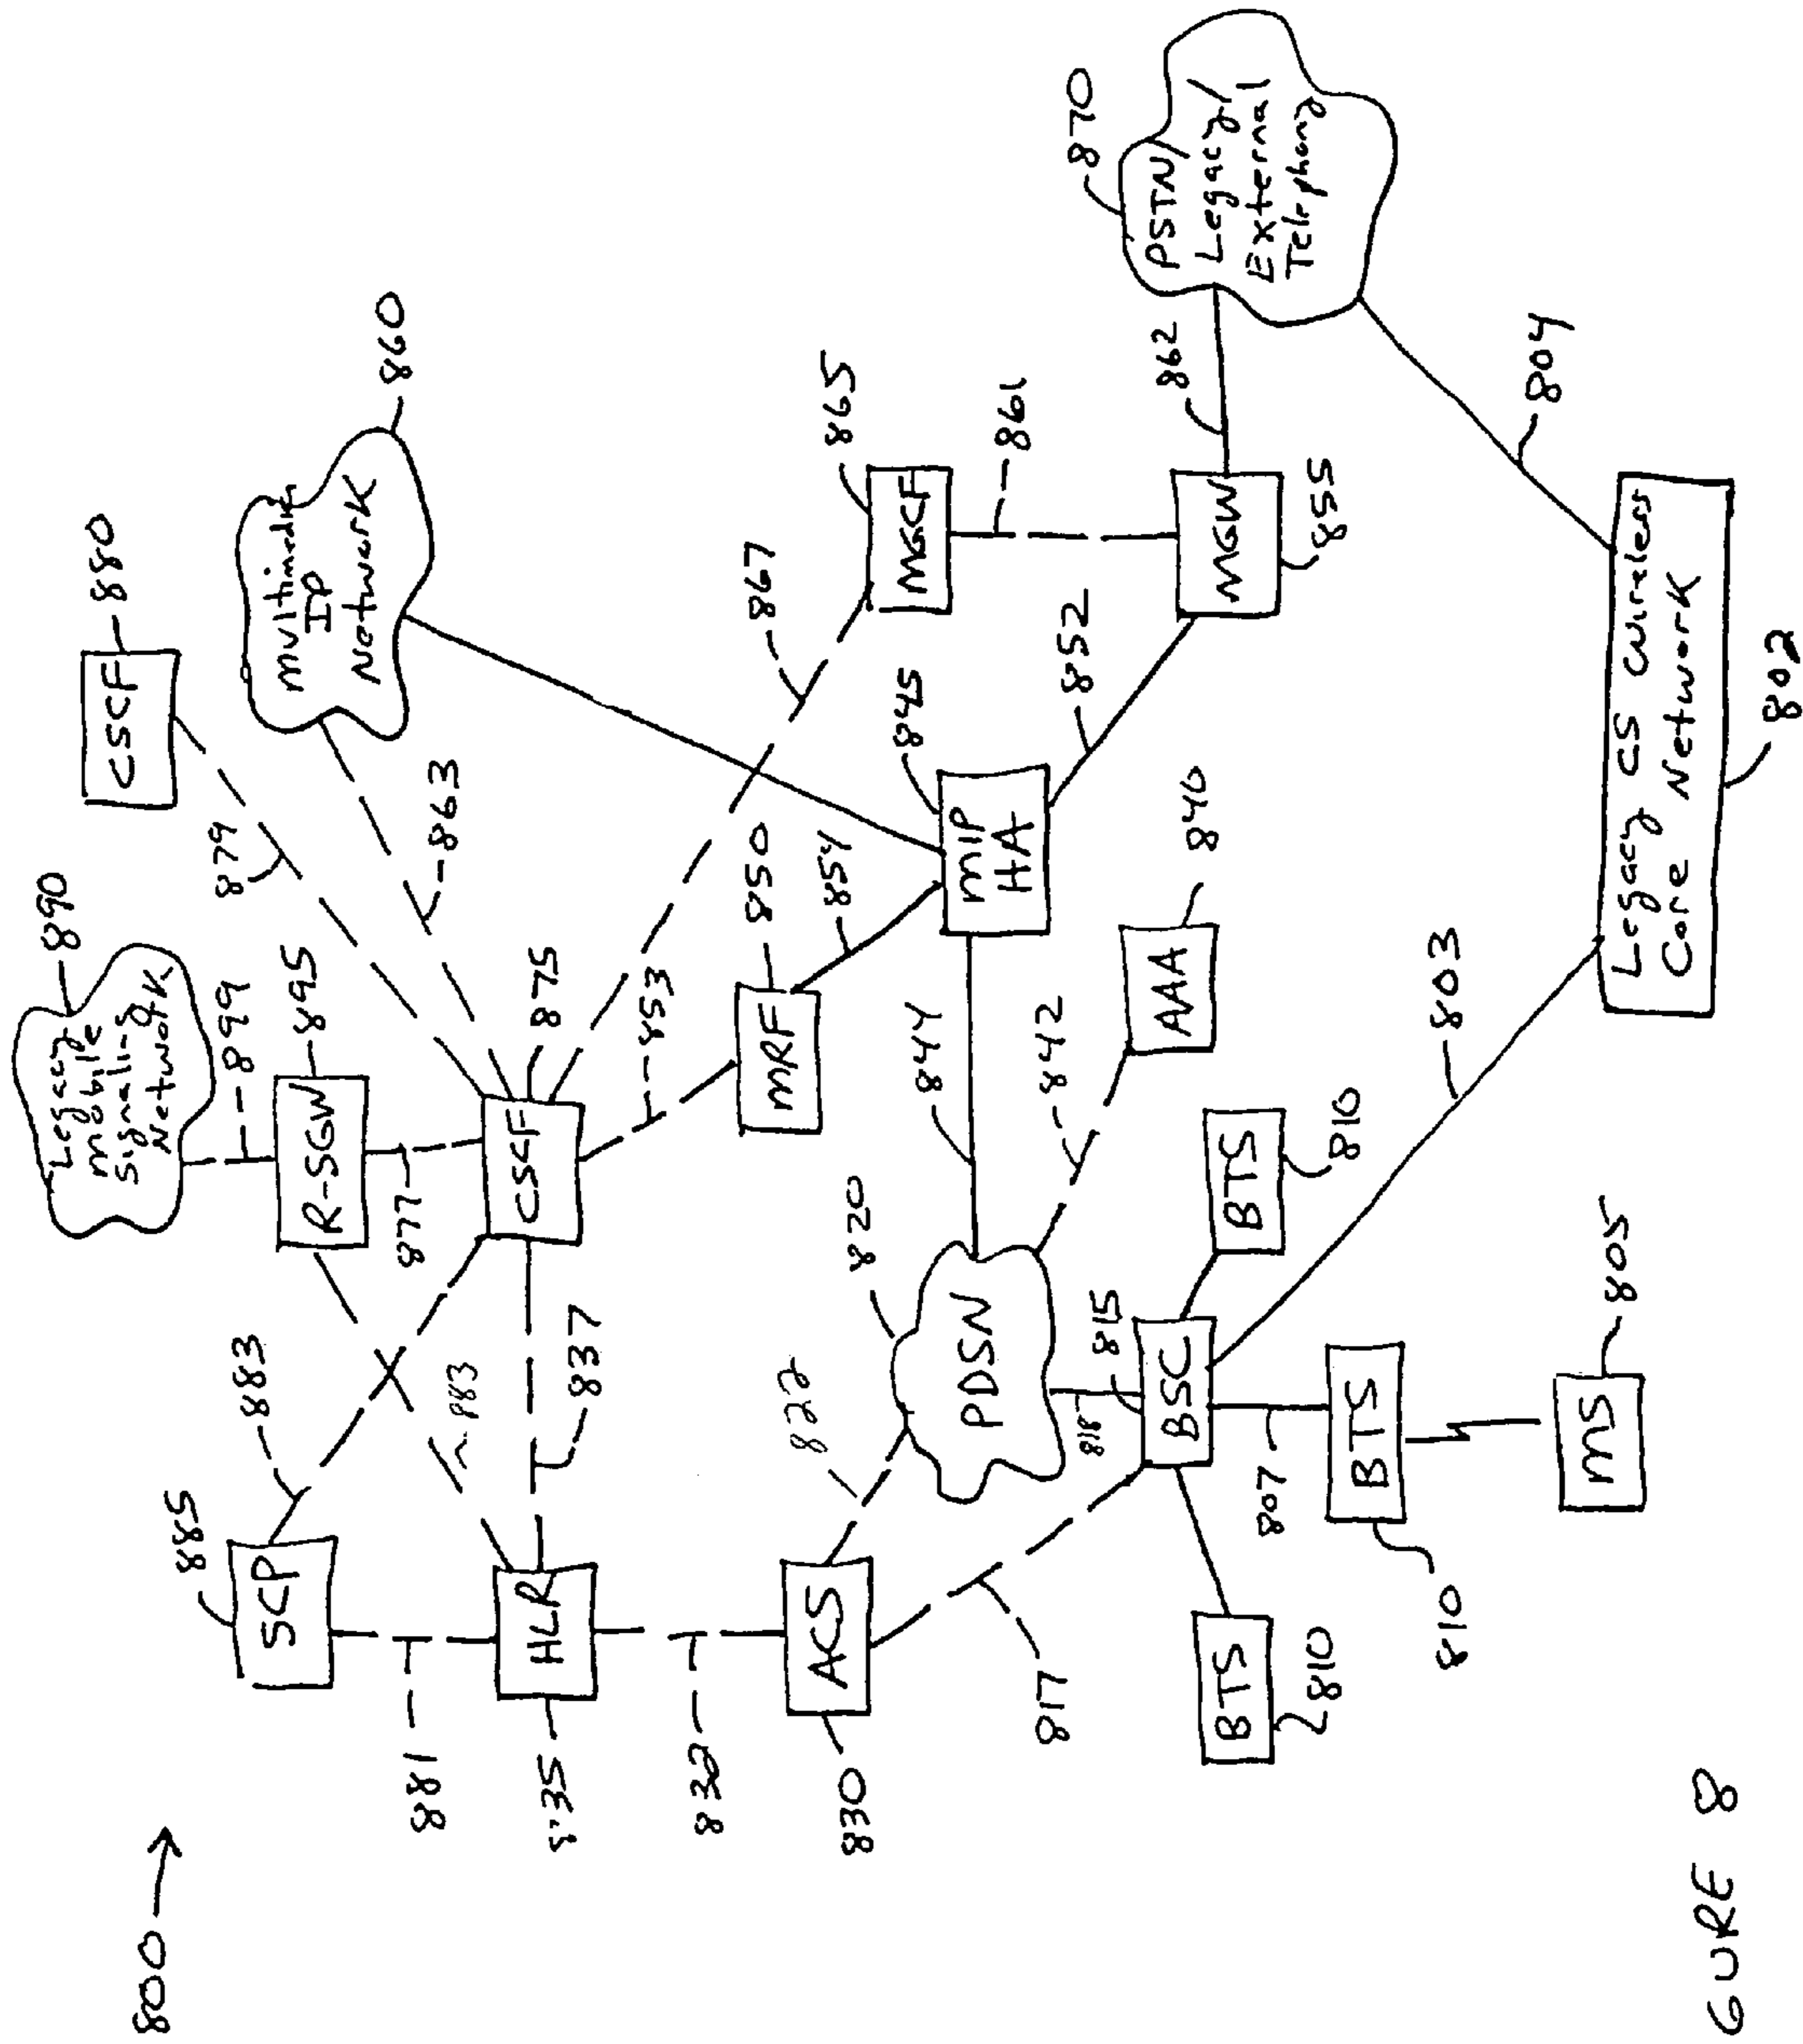 800
890
Legacy
mobile
Signaling
Network
899
R-SGW
895
877
879
CSCF
880
885
SCP
883
863
Multimedia
IP
Network
860
881
HLR
835
883
837
CSCF
875
853
867
832
ACS
830
822
MRF
850
854
MGCF
865
861
820
PDSN
844
842
MIP
HA
845
852
AAA
840
MGW
855
862
870
PSTN/
Legacy/
External
Telephony
817
818
815
BSC
BTS
810
BTS
810
807
BTS
810
803
804
MS
805
Legacy CS Wireless
Core Network
802
GURE 8